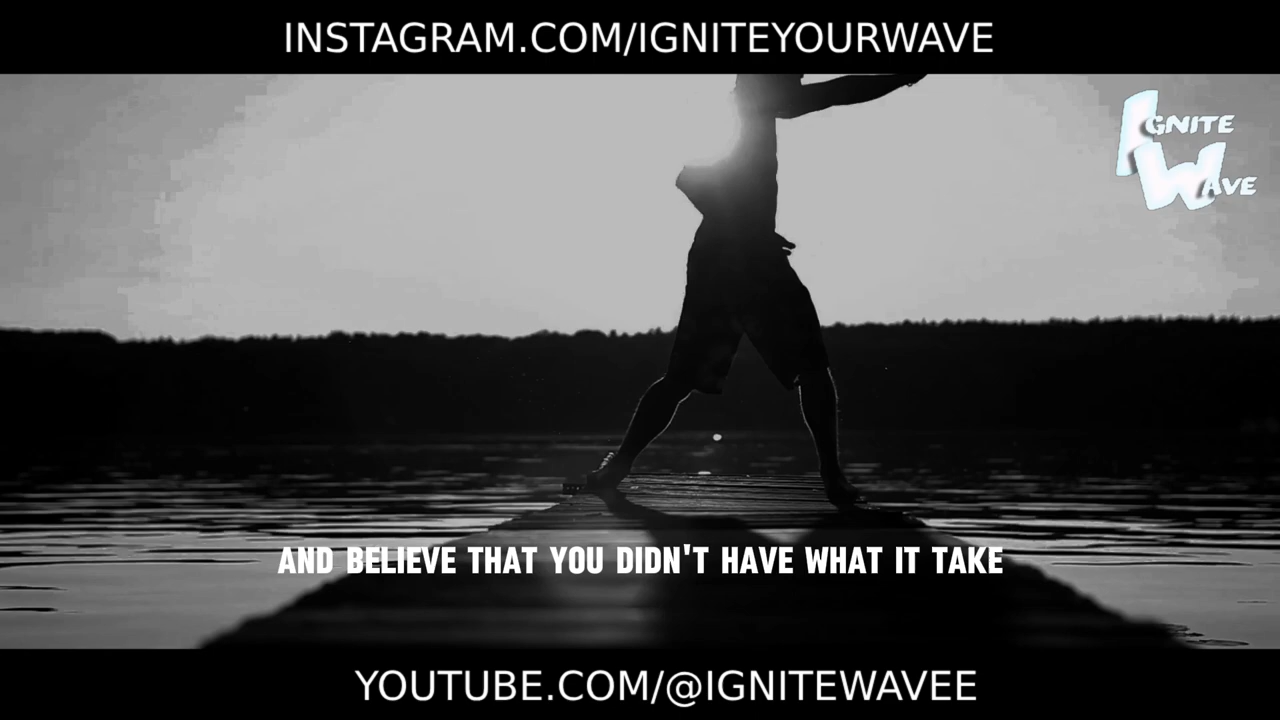 INSTAGRAM.COM/IGNITEYOURWAVE
IGNITE
WAVE
AND BELIEVE THAT YOU DIDN'T HAVE WHAT IT TAKE
YOUTUBE.COM/@IGNITEWAVEE